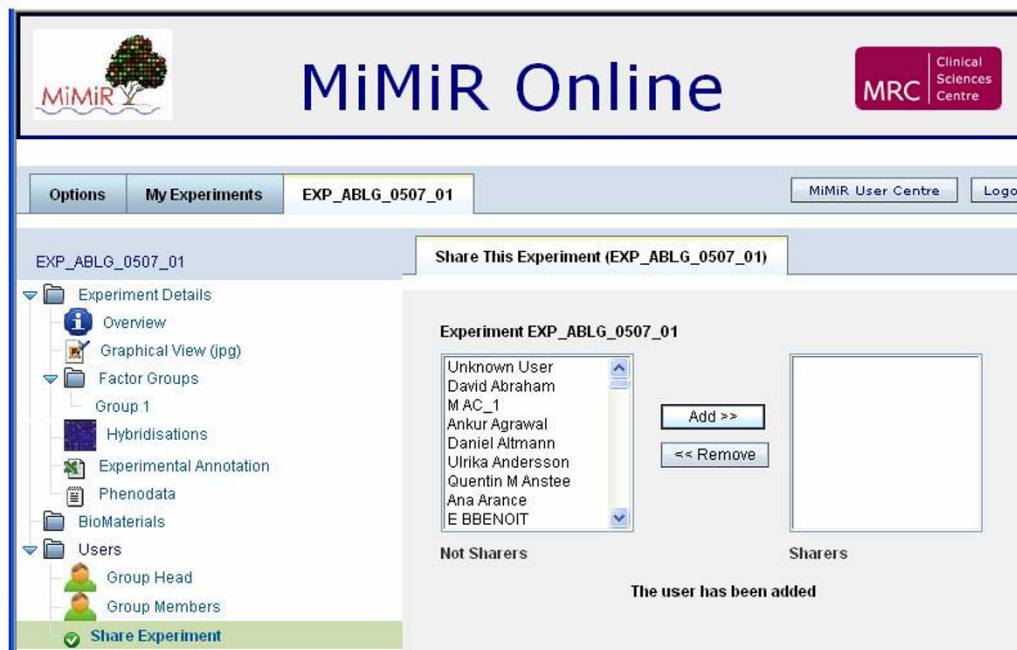 MiMiR
MiMiR Online
MRC
Clinical
Sciences
Centre
Options
My Experiments
EXP_ABLG_0507_01
MiMiR User Centre
Logo
EXP_ABLG_0507_01
Experiment Details
Overview
Graphical View (jpg)
Factor Groups
Group 1
Hybridisations
Experimental Annotation
Phenodata
BioMaterials
Users
Group Head
Group Members
Share Experiment
Share This Experiment (EXP_ABLG_0507_01)
Experiment EXP_ABLG_0507_01
Unknown User
David Abraham
M AC_1
Ankur Agrawal
Daniel Altmann
Ulrika Andersson
Quentin M Anstee
Ana Arance
E BBENOIT
Add >>
<< Remove
Not Sharers
Sharers
The user has been added